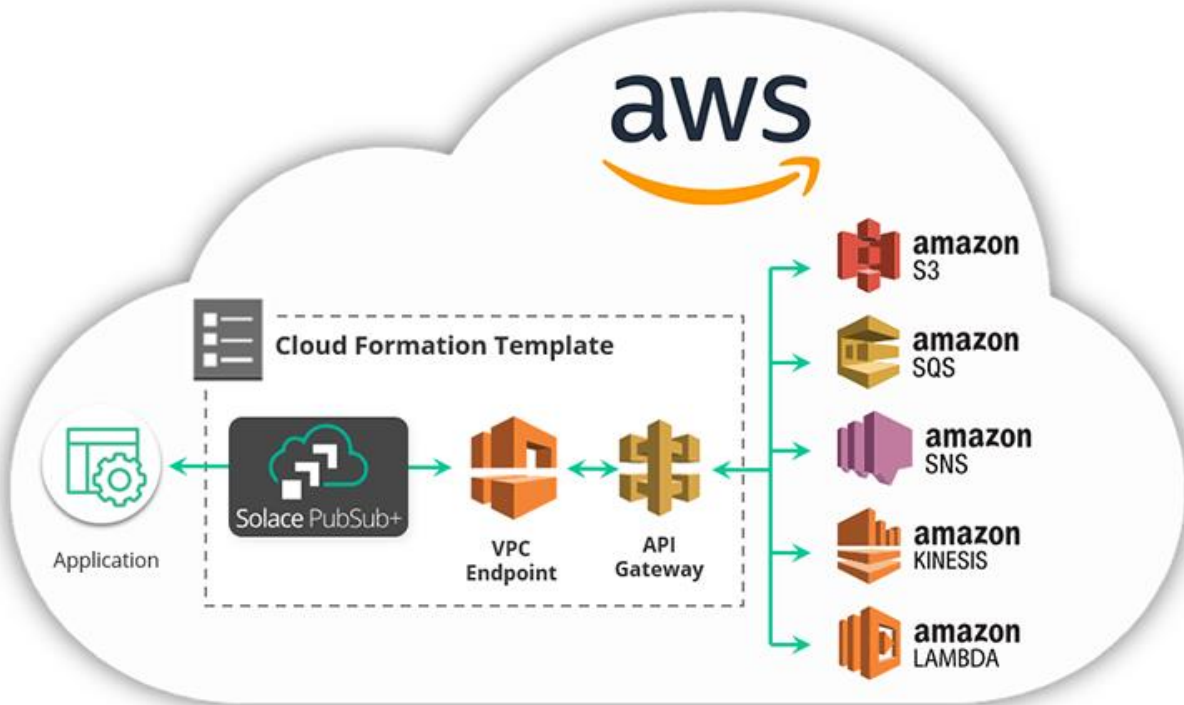 aws
amazon
S3
Cloud Formation Template
amazon
SQS
amazon
SNS
Solace PubSub+
Application
VPC
Endpoint
API
Gateway
amazon
KINESIS
amazon
LAMBDA